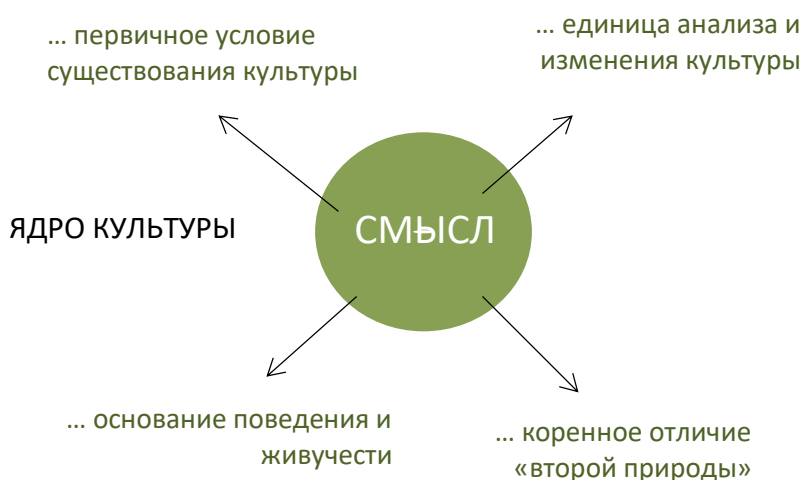 ... первичное условие
существования культуры
... единица анализа и
изменения культуры
ЯДРО КУЛЬТУРЫ
СМЫСЛ
... основание поведения и
живучести
... коренное отличие
«второй природы»